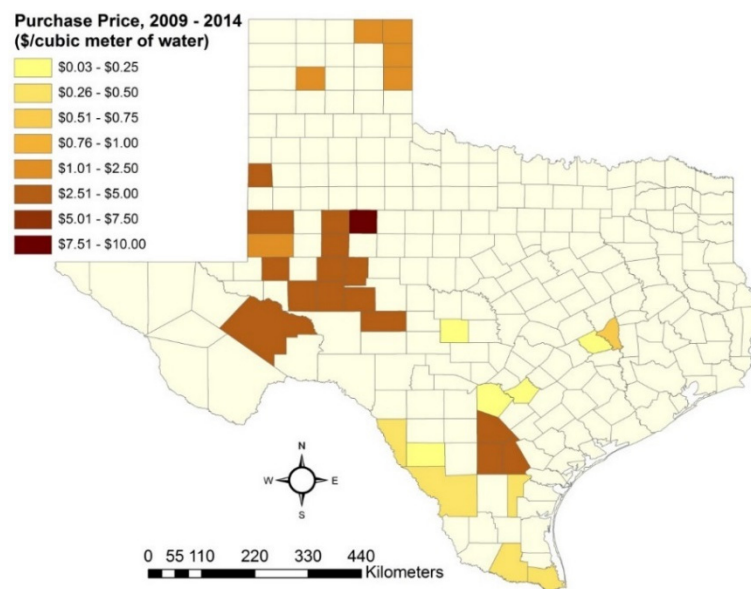 Purchase Price, 2009 - 2014
($/cubic meter of water)
$0.03 - $0.25
$0.26 - $0.50
$0.51 - $0.75
$0.76 - $1.00
$1.01 - $2.50
$2.51 - $5.00
$5.01 - $7.50
$7.51 - $10.00
N
W E
S
0 55 110 220 330 440
Kilometers